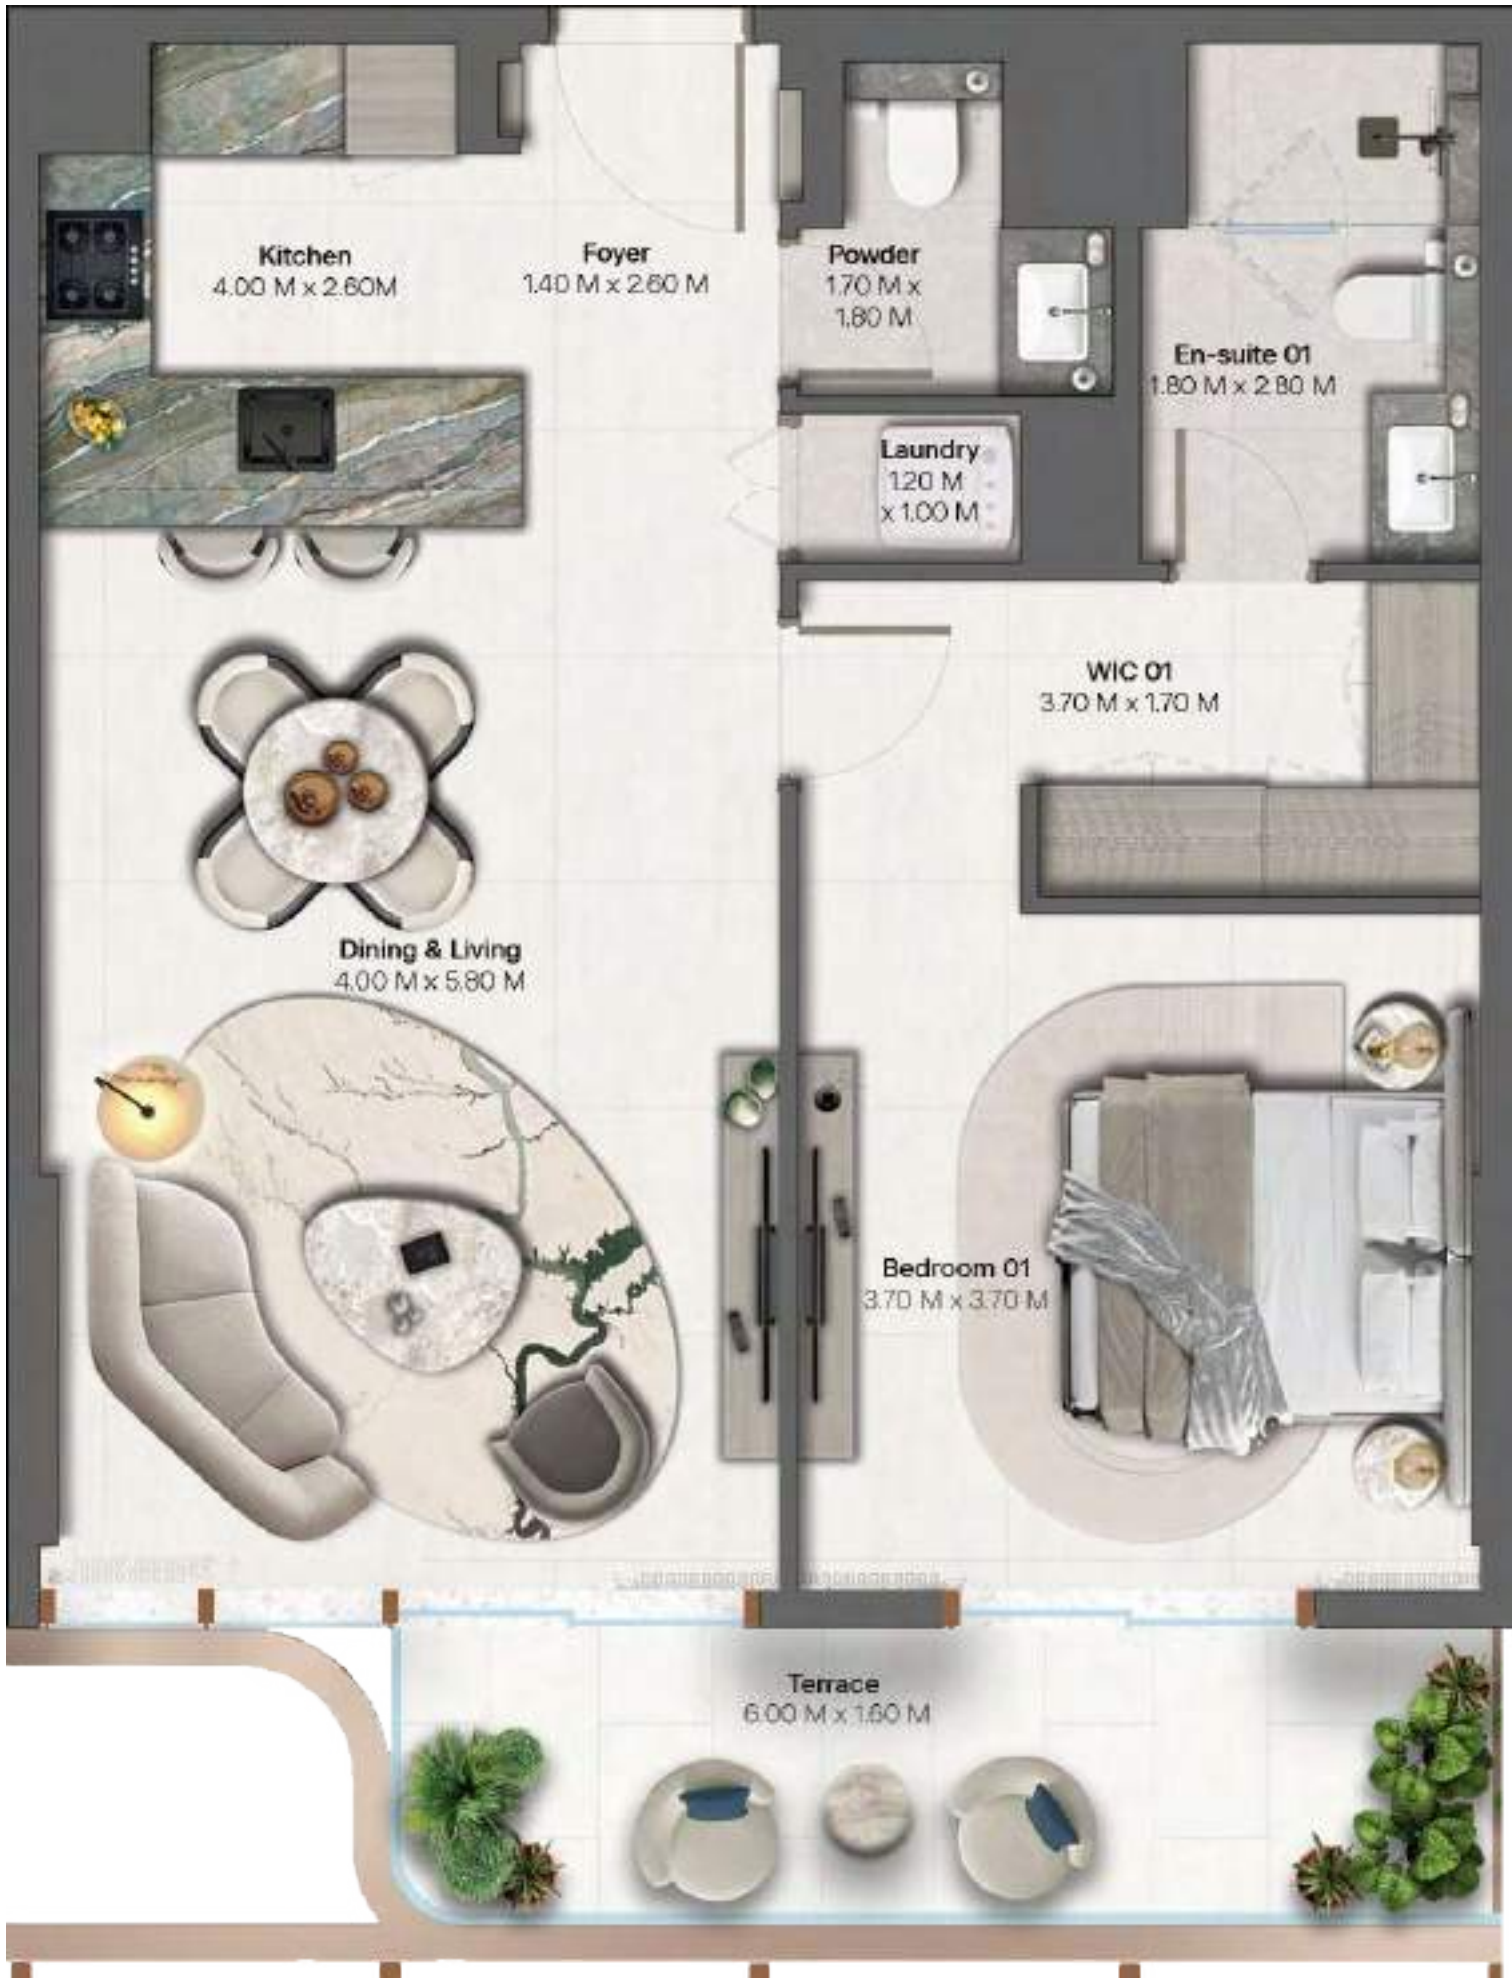 Kitchen
4.00 M x 2.60M
Foyer
1.40 M x 2.60 M
Powder
1.70 M x
1.80 M
En-suite 01
1.80 M x 2.80 M
Laundry
1.20 M
x 1.00 M
WIC 01
3.70 M x 1.70 M
Dining & Living
4.00 M x 5.80 M
Bedroom 01
3.70 M x 3.70 M
Terrace
6.00 M x 1.60 M